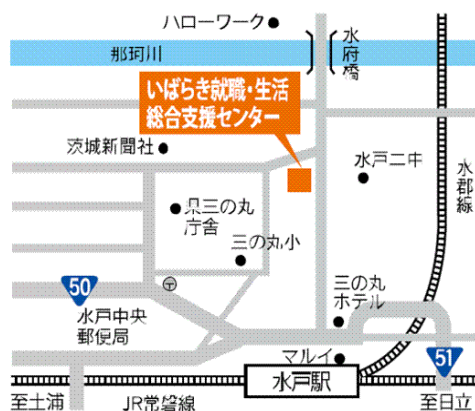 ハローワーク
水府橋
那珂川
いばらき就職・生活
総合支援センター
茨城新聞社
水戸二中
水郡線
県三の丸
庁舎
三の丸小
50
水戸中央
郵便局
三の丸
ホテル
マルイ
51
水戸駅
至土浦
JR常磐線
至日立